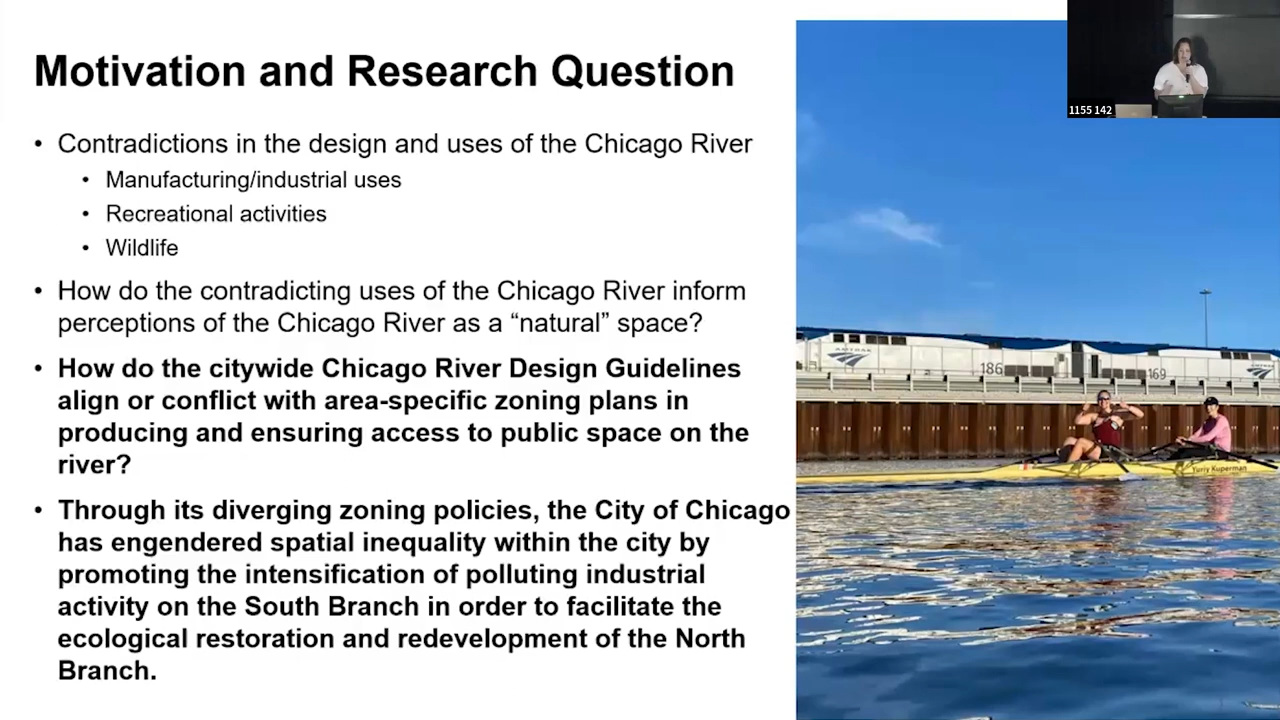 Motivation and Research Question
• Contradictions in the design and uses of the Chicago River
• Manufacturing/industrial uses
• Recreational activities
• Wildlife
• How do the contradicting uses of the Chicago River inform
perceptions of the Chicago River as a “natural” space?
• How do the citywide Chicago River Design Guidelines
align or conflict with area-specific zoning plans in
producing and ensuring access to public space on the
river?
• Through its diverging zoning policies, the City of Chicago
has engendered spatial inequality within the city by
promoting the intensification of polluting industrial
activity on the South Branch in order to facilitate the
ecological restoration and redevelopment of the North
Branch.
1155 142
AMTRAK
186
169
Yuriy Kuperman